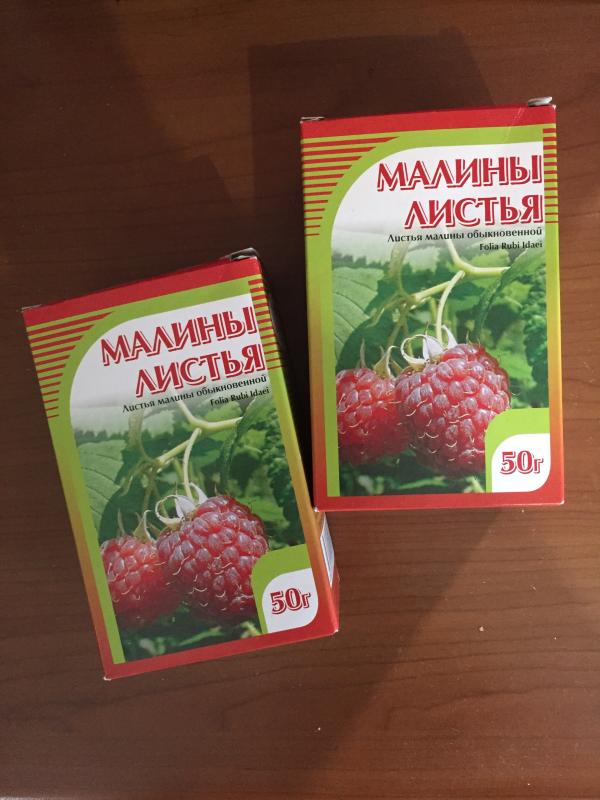 МАЛИНЫ
ЛИСТЬЯ
Листья малины обыкновенной
Folia Rubi Idaei
50г
МАЛИНЫ
ЛИСТЬЯ
Листья малины обыкновенной
Folia Rubi Idaei
50г